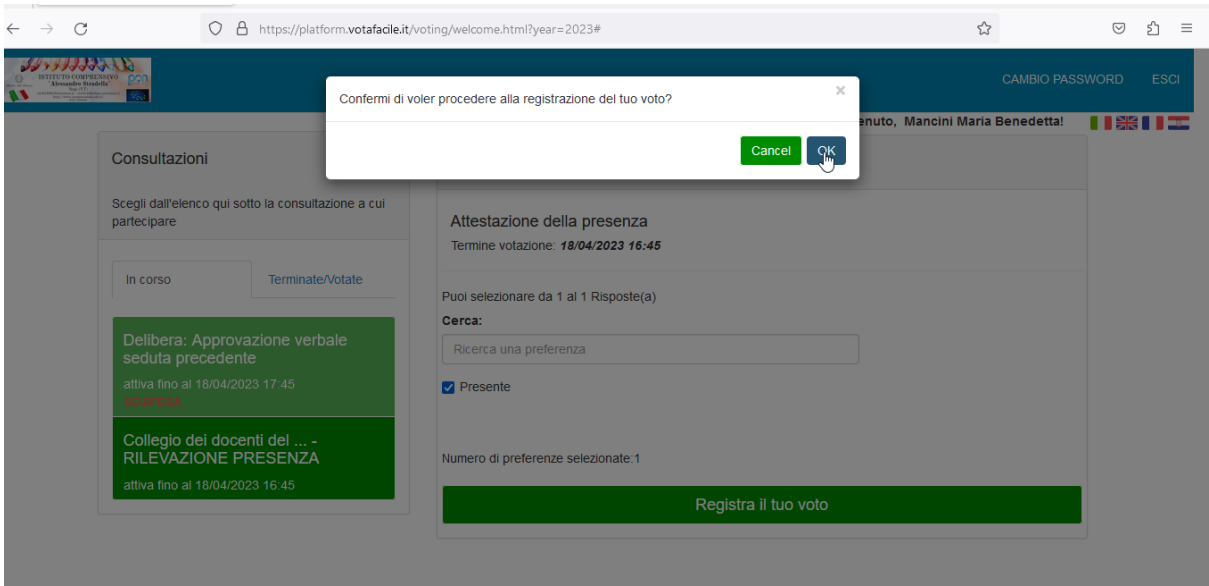 https://platform.votafacile.it/voting/welcome.html?year=2023#
ISTITUTO COMPRENSIVO
"Alessandro Stradella"
pon
CAMBIO PASSWORD
ESCI
Confermi di voler procedere alla registrazione del tuo voto?
×
Cancel
OK
enuto, Mancini Maria Benedetta!
Consultazioni
Scegli dall'elenco qui sotto la consultazione a cui
partecipare
In corso
Terminate/Votate
Delibera: Approvazione verbale
seduta precedente
attiva fino al 18/04/2023 17:45
SOSPESA
Collegio dei docenti del ... -
RILEVAZIONE PRESENZA
attiva fino al 18/04/2023 16:45
Attestazione della presenza
Termine votazione: 18/04/2023 16:45
Puoi selezionare da 1 al 1 Risposte(a)
Cerca:
Ricerca una preferenza
Presente
Numero di preferenze selezionate:1
Registra il tuo voto